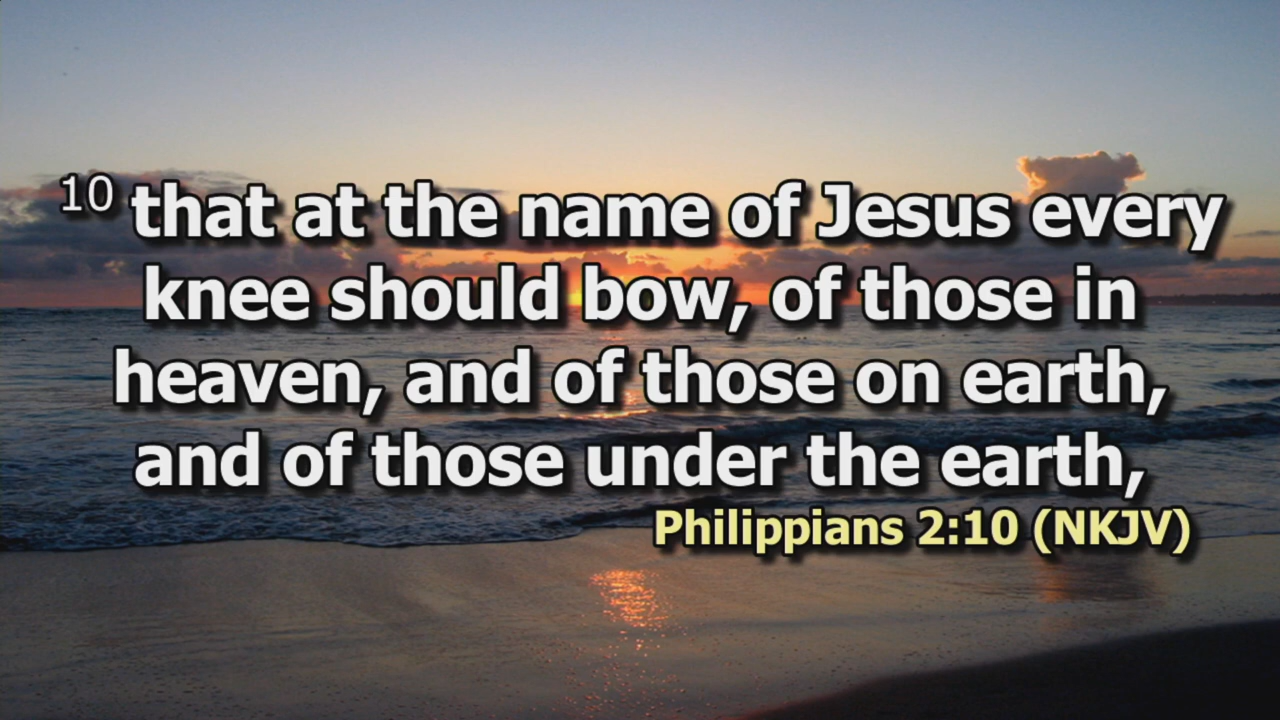 10 that at the name of Jesus every
knee should bow, of those in
heaven, and of those on earth,
and of those under the earth,
Philippians 2:10 (NKJV)